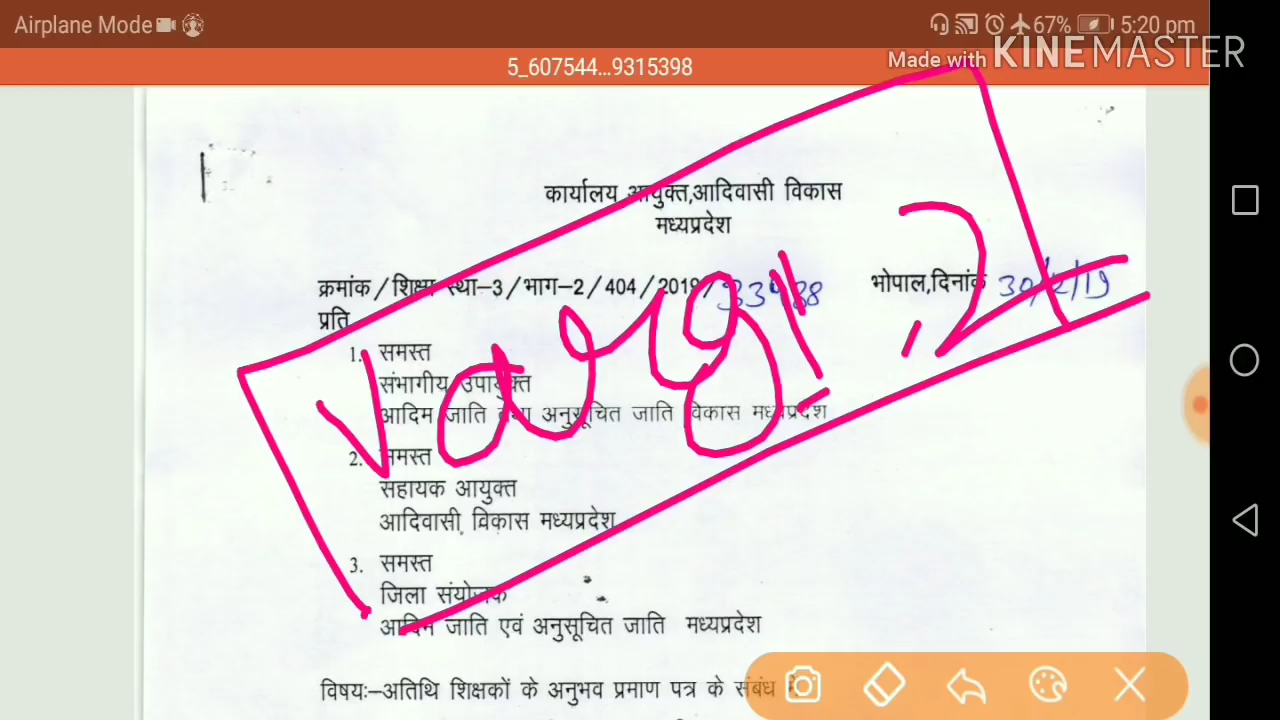 Airplane Mode 67% 5:20 pm
Made with KINEMASTER
5_607544...9315398
कार्यालय आयुक्त,आदिवासी विकास
मध्यप्रदेश
क्रमांक/शिक्षा स्था-3/भाग-2/404/2019/ भोपाल,दिनांक
प्रति
1. समस्त
संभागीय उपायुक्त
आदिम जाति तथा अनुसूचित जाति विकास मध्यप्रदेश
2. समस्त
सहायक आयुक्त
आदिवासी विकास मध्यप्रदेश
3. समस्त
जिला संयोजक
आदिम जाति एवं अनुसूचित जाति मध्यप्रदेश
विषयः-अतिथि शिक्षकों के अनुभव प्रमाण पत्र के संबंध में
Varg1,2